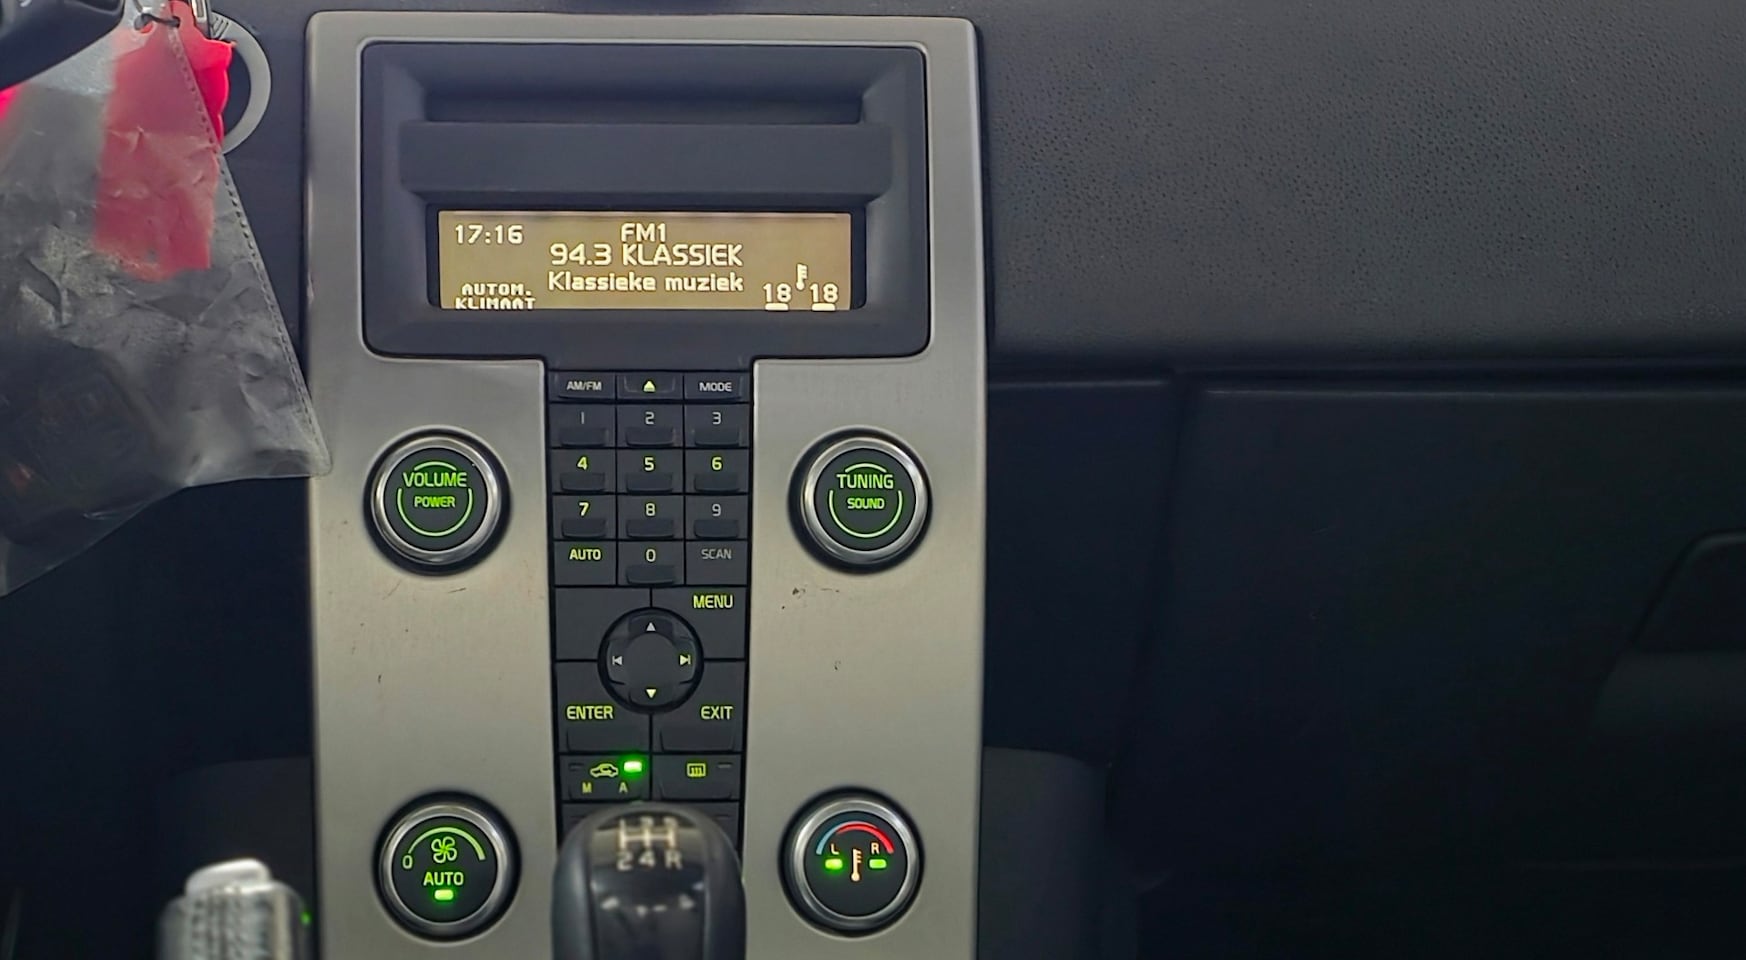 17:16 FM1
94.3 KLASSIEK
Klassieke muziek
AUTOM.
KLIMAAT
18 18
AM/FM MODE
1 2 3
4 5 6
7 8 9
AUTO 0 SCAN
VOLUME
POWER
TUNING
SOUND
MENU
ENTER EXIT
M A
0
AUTO
2 4 R
L R